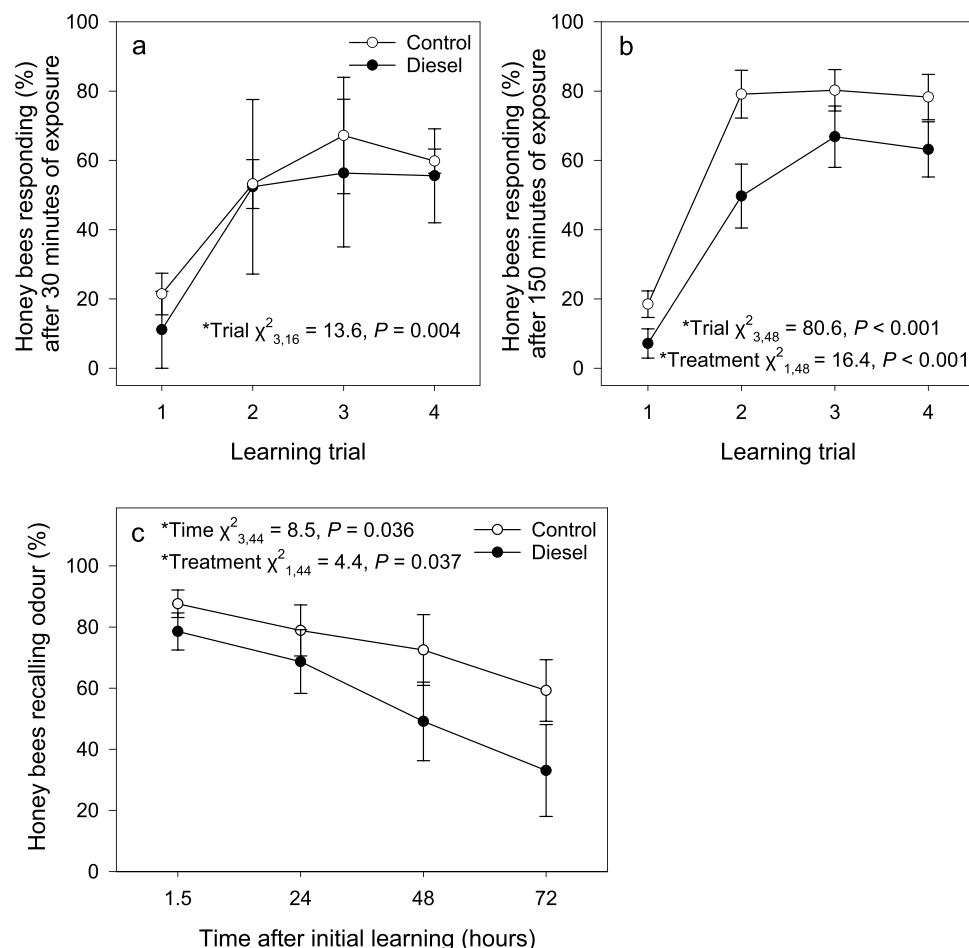 a
Control
Diesel
Honey bees responding (%)
after 30 minutes of exposure
100
80
60
40
20
0
*Trial χ²₃,₁₆ = 13.6, P = 0.004
1 2 3 4
Learning trial
b
Honey bees responding (%)
after 150 minutes of exposure
100
80
60
40
20
0
*Trial χ²₃,₄₈ = 80.6, P < 0.001
*Treatment χ²₁,₄₈ = 16.4, P < 0.001
1 2 3 4
Learning trial
c
*Time χ²₃,₄₄ = 8.5, P = 0.036
*Treatment χ²₁,₄₄ = 4.4, P = 0.037
Control
Diesel
Honey bees recalling odour (%)
100
80
60
40
20
0
1.5 24 48 72
Time after initial learning (hours)